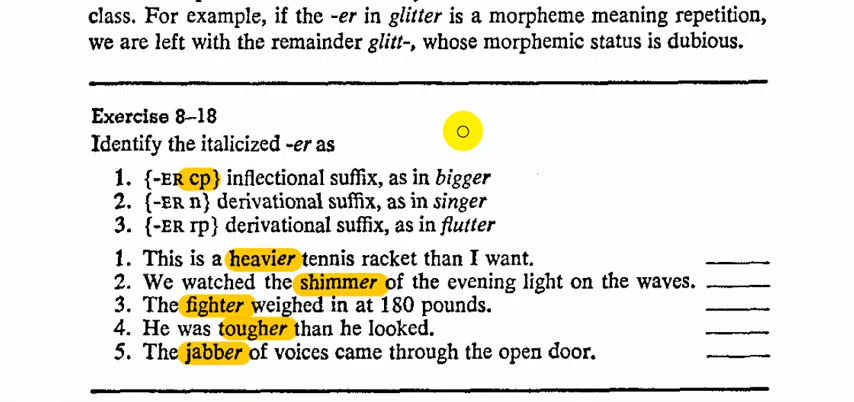 class. For example, if the -er in glitter is a morpheme meaning repetition,
we are left with the remainder glitt-, whose morphemic status is dubious.
Exercise 8–18
Identify the italicized -er as
1. {-ER cp} inflectional suffix, as in bigger
2. {-ER n} derivational suffix, as in singer
3. {-ER rp} derivational suffix, as in flutter
1. This is a heavier tennis racket than I want.
2. We watched the shimmer of the evening light on the waves.
3. The fighter weighed in at 180 pounds.
4. He was tougher than he looked.
5. The jabber of voices came through the open door.